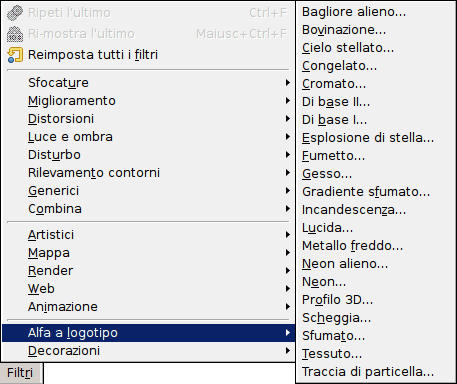 Ripeti l'ultimo Ctrl+F
Ri-mostra l'ultimo Maiusc+Ctrl+F
Reimposta tutti i filtri
Sfocature
Miglioramento
Distorsioni
Luce e ombra
Disturbo
Rilevamento contorni
Generici
Combina
Artistici
Mappa
Render
Web
Animazione
Alfa a logotipo
Decorazioni
Filtri
Bagliore alieno...
Bovinazione...
Cielo stellato...
Congelato...
Cromato...
Di base II...
Di base I...
Esplosione di stella...
Fumetto...
Gesso...
Gradiente sfumato...
Incandescenza...
Lucida...
Metallo freddo...
Neon alieno...
Neon...
Profilo 3D...
Scheggia...
Sfumato...
Tessuto...
Traccia di particella...